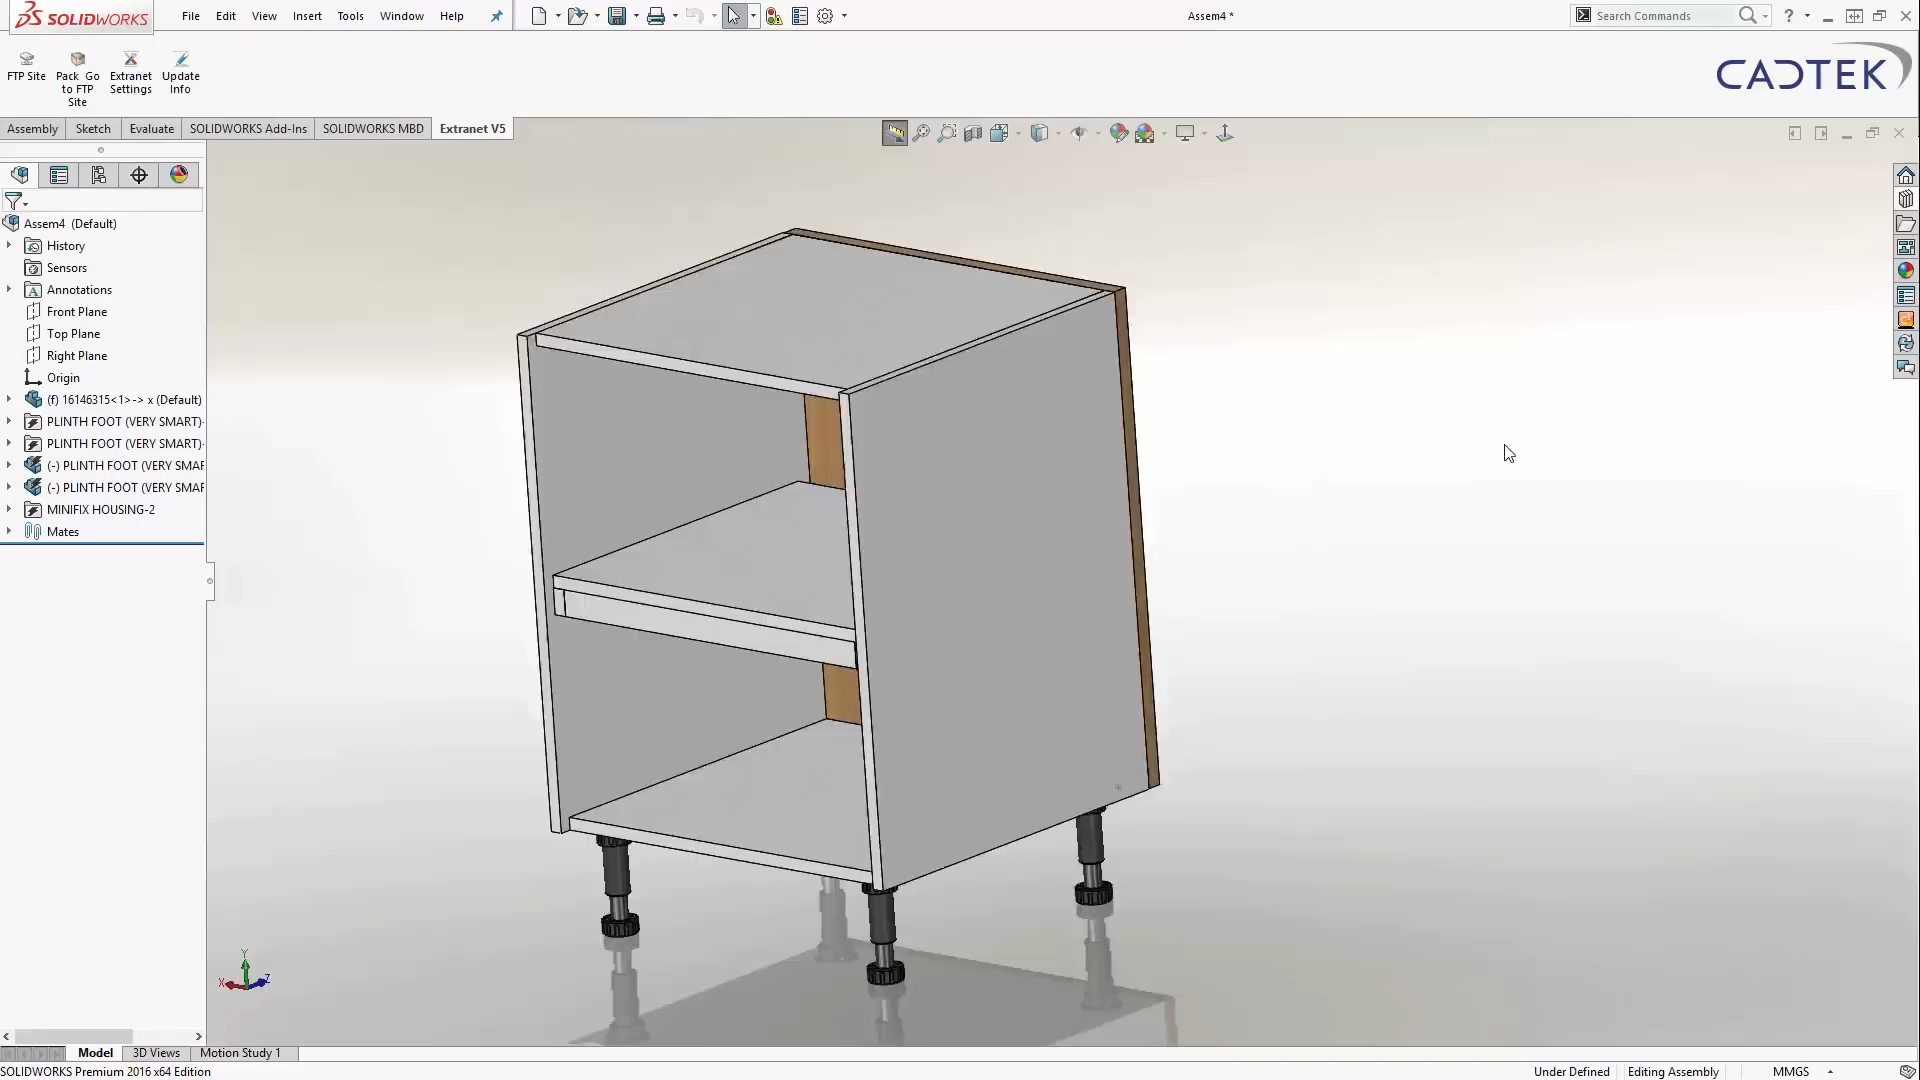 SOLIDWORKS File Edit View Insert Tools Window Help Assem4 * Search Commands ?
FTP Site
Pack Go to FTP Site
Extranet Settings
Update Info
CADTEK
Assembly Sketch Evaluate SOLIDWORKS Add-Ins SOLIDWORKS MBD Extranet V5
Assem4 (Default)
History
Sensors
Annotations
Front Plane
Top Plane
Right Plane
Origin
(f) 16146315<1>-> x (Default)
PLINTH FOOT (VERY SMART)-
PLINTH FOOT (VERY SMART)-
(-) PLINTH FOOT (VERY SMAR
(-) PLINTH FOOT (VERY SMAR
MINIFIX HOUSING-2
Mates
Y
X Z
Model 3D Views Motion Study 1
SOLIDWORKS Premium 2016 x64 Edition Under Defined Editing Assembly MMGS